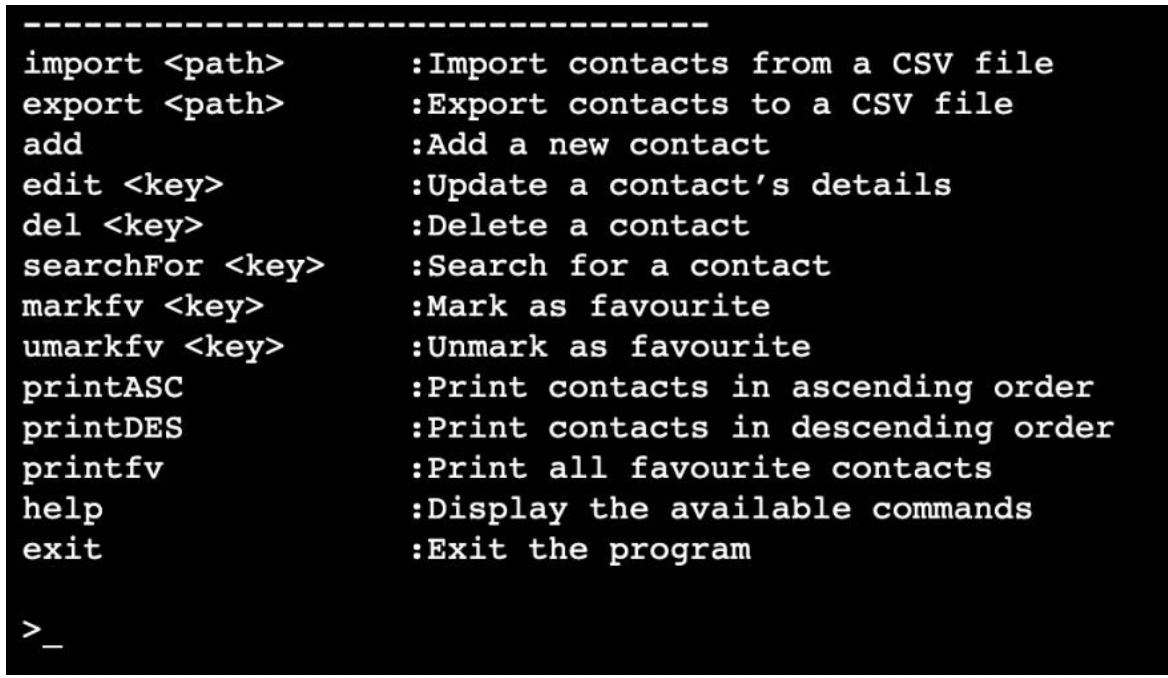 ----------------------------------
import <path> :Import contacts from a CSV file
export <path> :Export contacts to a CSV file
add :Add a new contact
edit <key> :Update a contact’s details
del <key> :Delete a contact
searchFor <key> :Search for a contact
markfv <key> :Mark as favourite
umarkfv <key> :Unmark as favourite
printASC :Print contacts in ascending order
printDES :Print contacts in descending order
printfv :Print all favourite contacts
help :Display the available commands
exit :Exit the program
>_